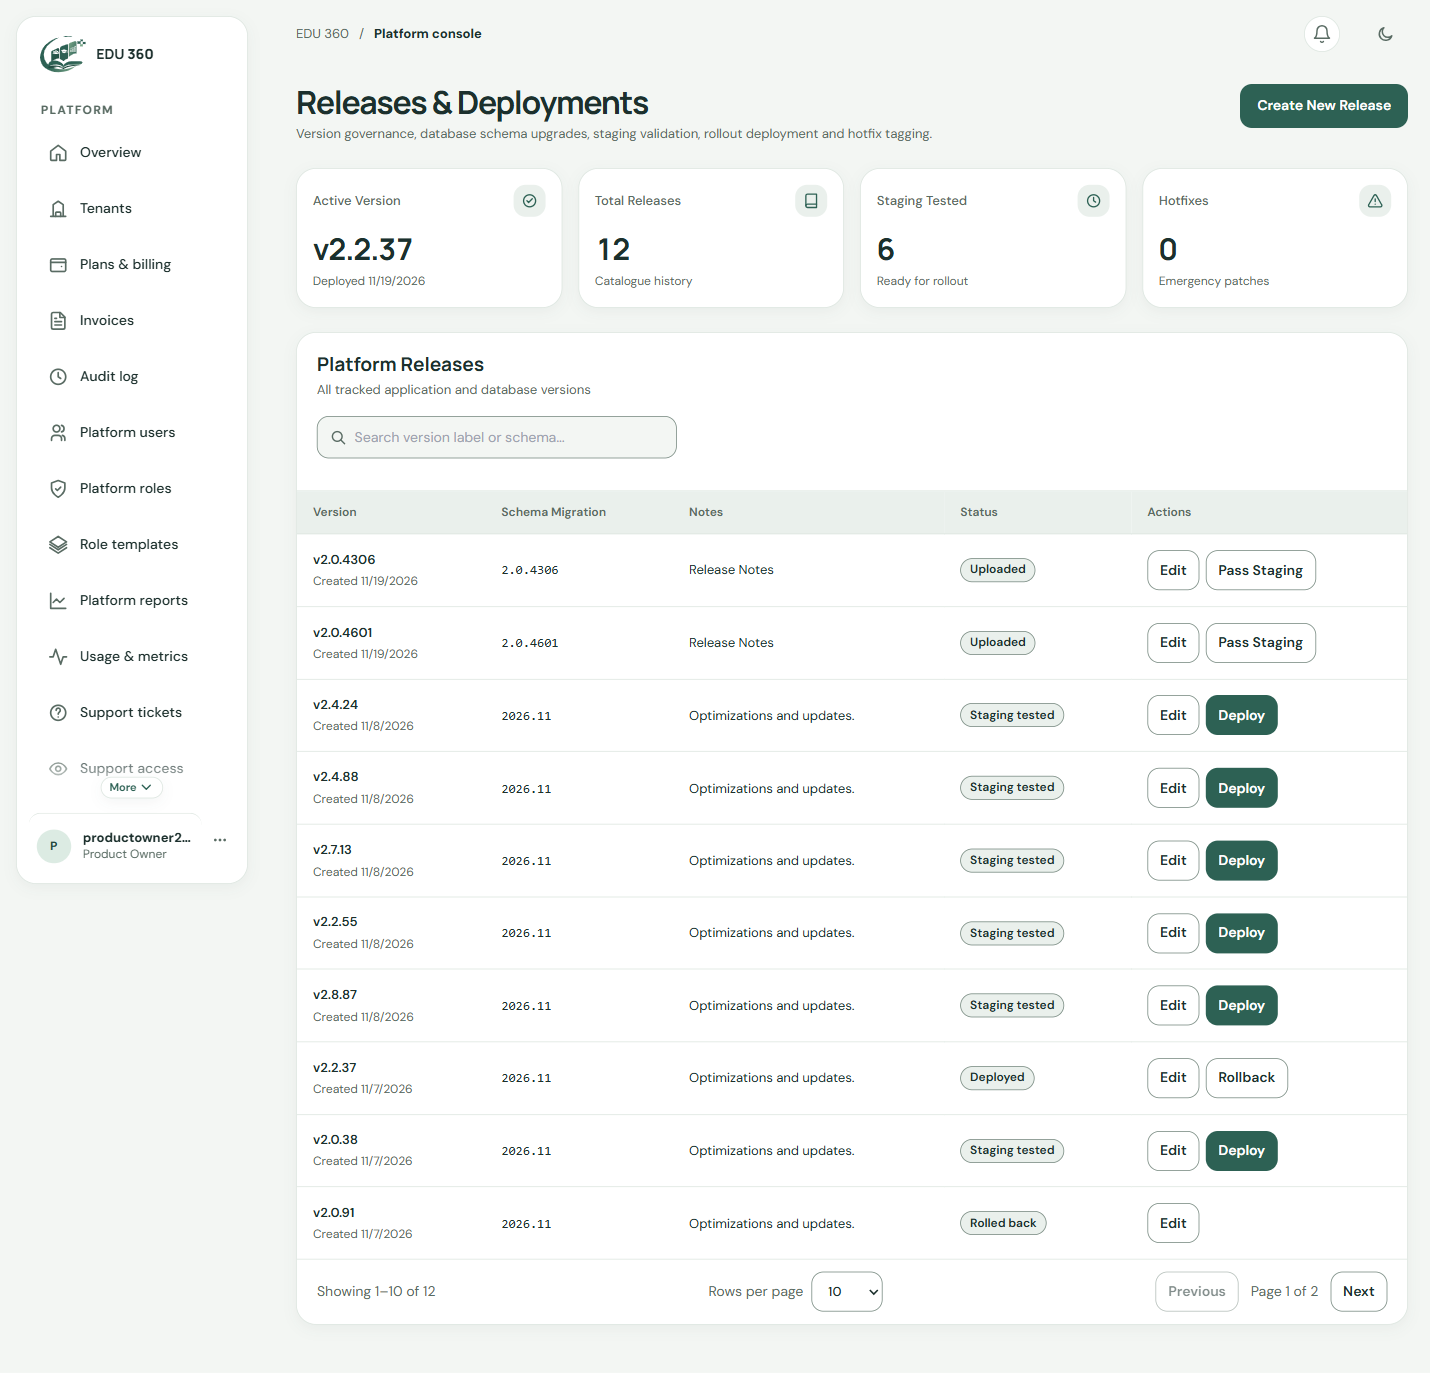 EDU 360
PLATFORM
Overview
Tenants
Plans & billing
Invoices
Audit log
Platform users
Platform roles
Role templates
Platform reports
Usage & metrics
Support tickets
Support access
More
P
productowner2...
Product Owner
EDU 360 / Platform console
Releases & Deployments
Version governance, database schema upgrades, staging validation, rollout deployment and hotfix tagging.
Create New Release
Active Version
v2.2.37
Deployed 11/19/2026
Total Releases
12
Catalogue history
Staging Tested
6
Ready for rollout
Hotfixes
0
Emergency patches
Platform Releases
All tracked application and database versions
Search version label or schema...
Version Schema Migration Notes Status Actions
v2.0.4306
Created 11/19/2026
2.0.4306 Release Notes Uploaded Edit Pass Staging
v2.0.4601
Created 11/19/2026
2.0.4601 Release Notes Uploaded Edit Pass Staging
v2.4.24
Created 11/8/2026
2026.11 Optimizations and updates. Staging tested Edit Deploy
v2.4.88
Created 11/8/2026
2026.11 Optimizations and updates. Staging tested Edit Deploy
v2.7.13
Created 11/8/2026
2026.11 Optimizations and updates. Staging tested Edit Deploy
v2.2.55
Created 11/8/2026
2026.11 Optimizations and updates. Staging tested Edit Deploy
v2.8.87
Created 11/8/2026
2026.11 Optimizations and updates. Staging tested Edit Deploy
v2.2.37
Created 11/7/2026
2026.11 Optimizations and updates. Deployed Edit Rollback
v2.0.38
Created 11/7/2026
2026.11 Optimizations and updates. Staging tested Edit Deploy
v2.0.91
Created 11/7/2026
2026.11 Optimizations and updates. Rolled back Edit
Showing 1–10 of 12 Rows per page 10 Previous Page 1 of 2 Next